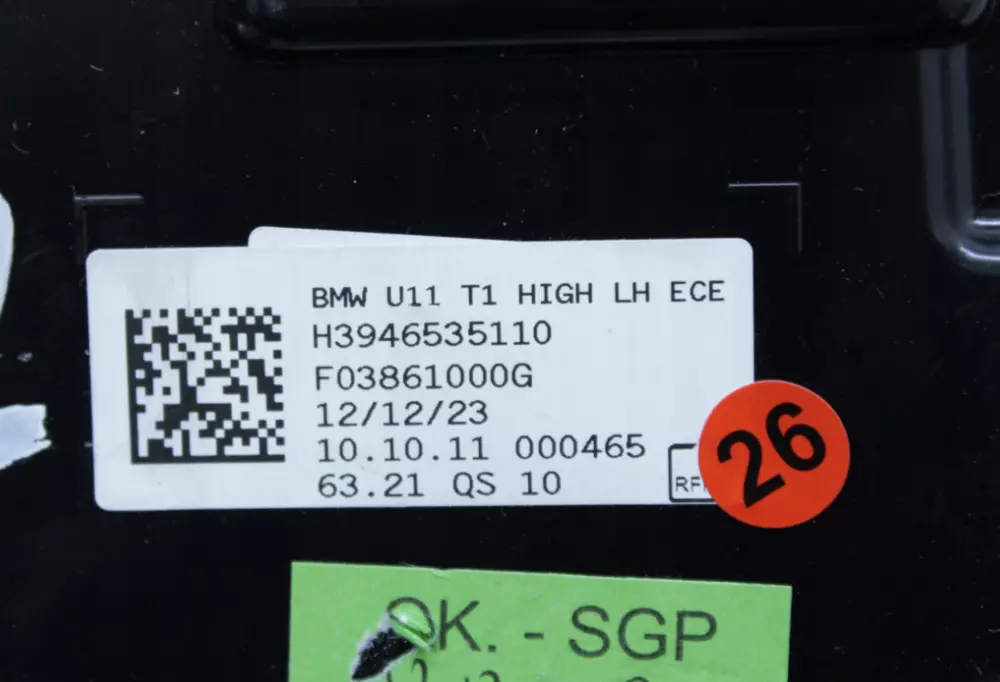 BMW U11 T1 HIGH LH ECE
H3946535110
F03861000G
12/12/23
10.10.11 000465
63.21 QS 10
26
OK. - SGP